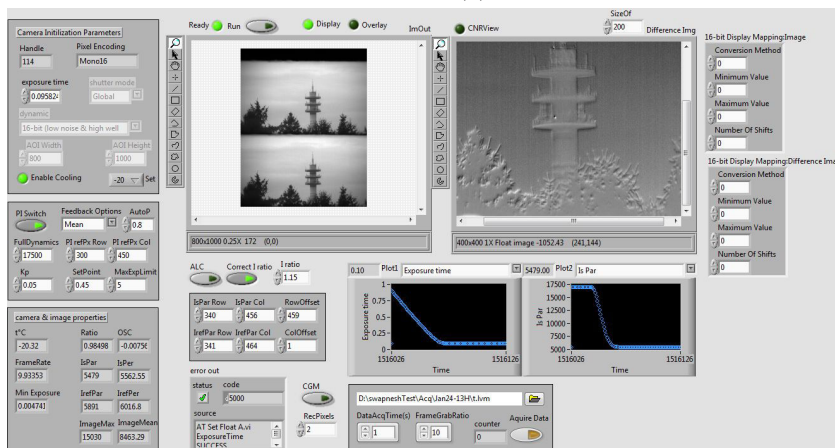 Camera Initilization Parameters
Handle
Pixel Encoding
114
Mono16
exposure time
shutter mode
0.095824
Global
dynamic
16-bit (low noise & high well
AOI Width
AOI Height
800
1000
Enable Cooling
-20
Set
PI Switch
Feedback Options
AutoP
Mean
0.8
FullDynamics
PI refPx Row
PI refPx Col
17500
300
450
Kp
SetPoint
MaxExpLimit
0.05
0.45
5
camera & image properties
t°C
Ratio
OSC
-20.32
0.98498
-0.00756
FrameRate
IsPar
IsPer
9.93353
5479
5562.55
Min Exposure
IrefPar
IrefPer
0.004741
5891
6016.8
ImageMax
ImageMean
15030
8463.29
Ready
Run
Display
Overlay
ImOut
800x1000 0.25X 172 (0,0)
CNRView
SizeOf
200
Difference Img
400x400 1X Float image -1052.43 (241,144)
16-bit Display Mapping:Image
Conversion Method
0
Minimum Value
0
Maximum Value
0
Number Of Shifts
0
16-bit Display Mapping:Difference Ima
Conversion Method
0
Minimum Value
0
Maximum Value
0
Number Of Shifts
0
ALC
Correct I ratio
I ratio
1.15
IsPar Row
IsPar Col
RowOffset
340
456
459
IrefPar Row
IrefPar Col
ColOffset
341
464
1
error out
status
code
5000
source
AT Set Float A.vi
ExposureTime
SUCCESS
CGM
RecPixels
2
0.10
Plot1
Exposure time
Exposure time
1
0.75
0.5
0.25
0
1516026
1516126
Time
5479.00
Plot2
Is Par
Is Par
17500
15000
12500
10000
7500
5000
1516026
1516126
Time
D:\swapneshTest\Acq\Jan24-13H\t.lvm
DataAcqTime(s)
FrameGrabRatio
counter
Aquire Data
1
10
0